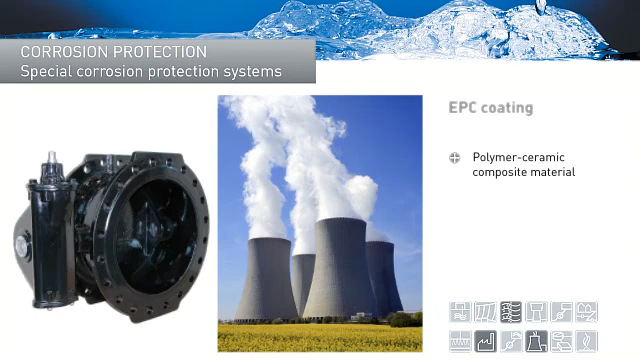 CORROSION PROTECTION
Special corrosion protection systems
EPC coating
Polymer-ceramic
composite material